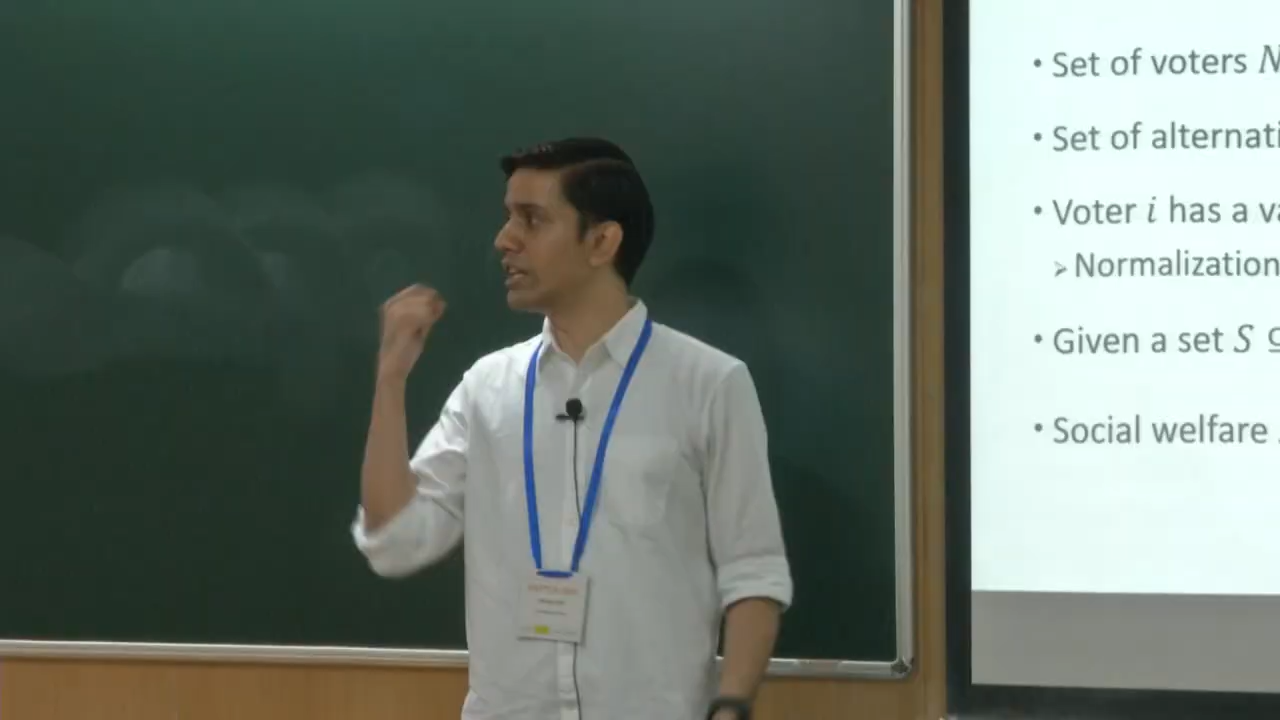 • Set of voters N
• Set of alternati
• Voter i has a va
➢ Normalization
• Given a set S ⊆
• Social welfare